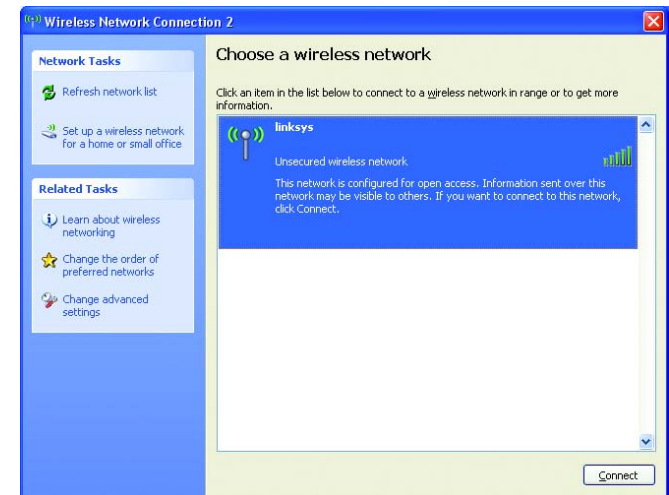 Wireless Network Connection 2
Network Tasks
Refresh network list
Set up a wireless network
for a home or small office
Related Tasks
Learn about wireless
networking
Change the order of
preferred networks
Change advanced
settings
Choose a wireless network
Click an item in the list below to connect to a wireless network in range or to get more
information.
linksys
Unsecured wireless network
This network is configured for open access. Information sent over this
network may be visible to others. If you want to connect to this network,
click Connect.
Connect